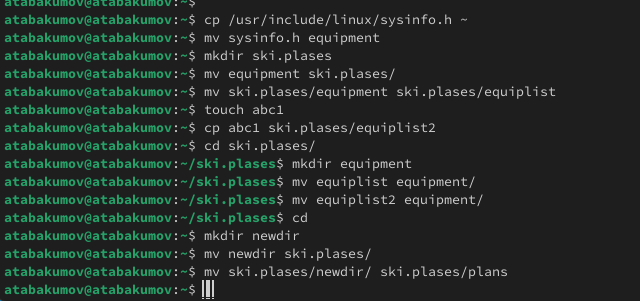 atabakumov@atabakumov:~$
atabakumov@atabakumov:~$ cp /usr/include/linux/sysinfo.h ~
atabakumov@atabakumov:~$ mv sysinfo.h equipment
atabakumov@atabakumov:~$ mkdir ski.plases
atabakumov@atabakumov:~$ mv equipment ski.plases/
atabakumov@atabakumov:~$ mv ski.plases/equipment ski.plases/equiplist
atabakumov@atabakumov:~$ touch abc1
atabakumov@atabakumov:~$ cp abc1 ski.plases/equiplist2
atabakumov@atabakumov:~$ cd ski.plases/
atabakumov@atabakumov:~/ski.plases$ mkdir equipment
atabakumov@atabakumov:~/ski.plases$ mv equiplist equipment/
atabakumov@atabakumov:~/ski.plases$ mv equiplist2 equipment/
atabakumov@atabakumov:~/ski.plases$ cd
atabakumov@atabakumov:~$ mkdir newdir
atabakumov@atabakumov:~$ mv newdir ski.plases/
atabakumov@atabakumov:~$ mv ski.plases/newdir/ ski.plases/plans
atabakumov@atabakumov:~$